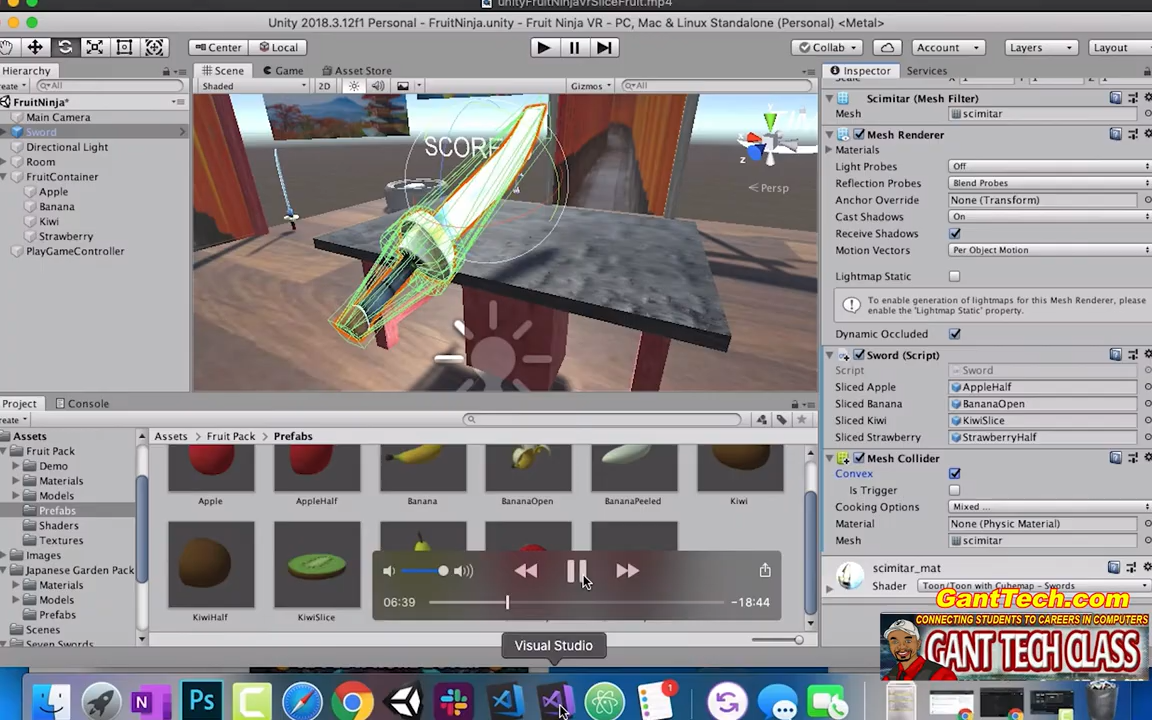 unityFruitNinjaVrSliceFruit.mp4
Unity 2018.3.12f1 Personal - FruitNinja.unity - Fruit Ninja VR - PC, Mac & Linux Standalone (Personal) <Metal>
Center
Local
Collab
Account
Layers
Layout
Hierarchy
Scene
Game
Asset Store
Inspector
Services
All
Shaded
2D
Gizmos
All
FruitNinja*
Main Camera
Sword
Directional Light
Room
FruitContainer
Apple
Banana
Kiwi
Strawberry
PlayGameController
SCORE
Persp
Scimitar (Mesh Filter)
Mesh
scimitar
Mesh Renderer
Materials
Light Probes
Off
Reflection Probes
Blend Probes
Anchor Override
None (Transform)
Cast Shadows
On
Receive Shadows
Motion Vectors
Per Object Motion
Lightmap Static
To enable generation of lightmaps for this Mesh Renderer, please
enable the 'Lightmap Static' property.
Dynamic Occluded
Sword (Script)
Script
Sword
Sliced Apple
AppleHalf
Sliced Banana
BananaOpen
Sliced Kiwi
KiwiSlice
Sliced Strawberry
StrawberryHalf
Mesh Collider
Convex
Is Trigger
Cooking Options
Mixed ...
Material
None (Physic Material)
Mesh
scimitar
scimitar_mat
Shader
Toon/Toon with Cubemap - Swords
Project
Console
Assets
Fruit Pack
Demo
Materials
Models
Prefabs
Shaders
Textures
Images
Japanese Garden Pack
Materials
Models
Prefabs
Scenes
Seven Swords
Assets
Fruit Pack
Prefabs
Apple
AppleHalf
Banana
BananaOpen
BananaPeeled
Kiwi
KiwiHalf
KiwiSlice
06:39
-18:44
Visual Studio
GantTech.com
CONNECTING STUDENTS TO CAREERS IN COMPUTERS
GANT TECH CLASS
Ps
1